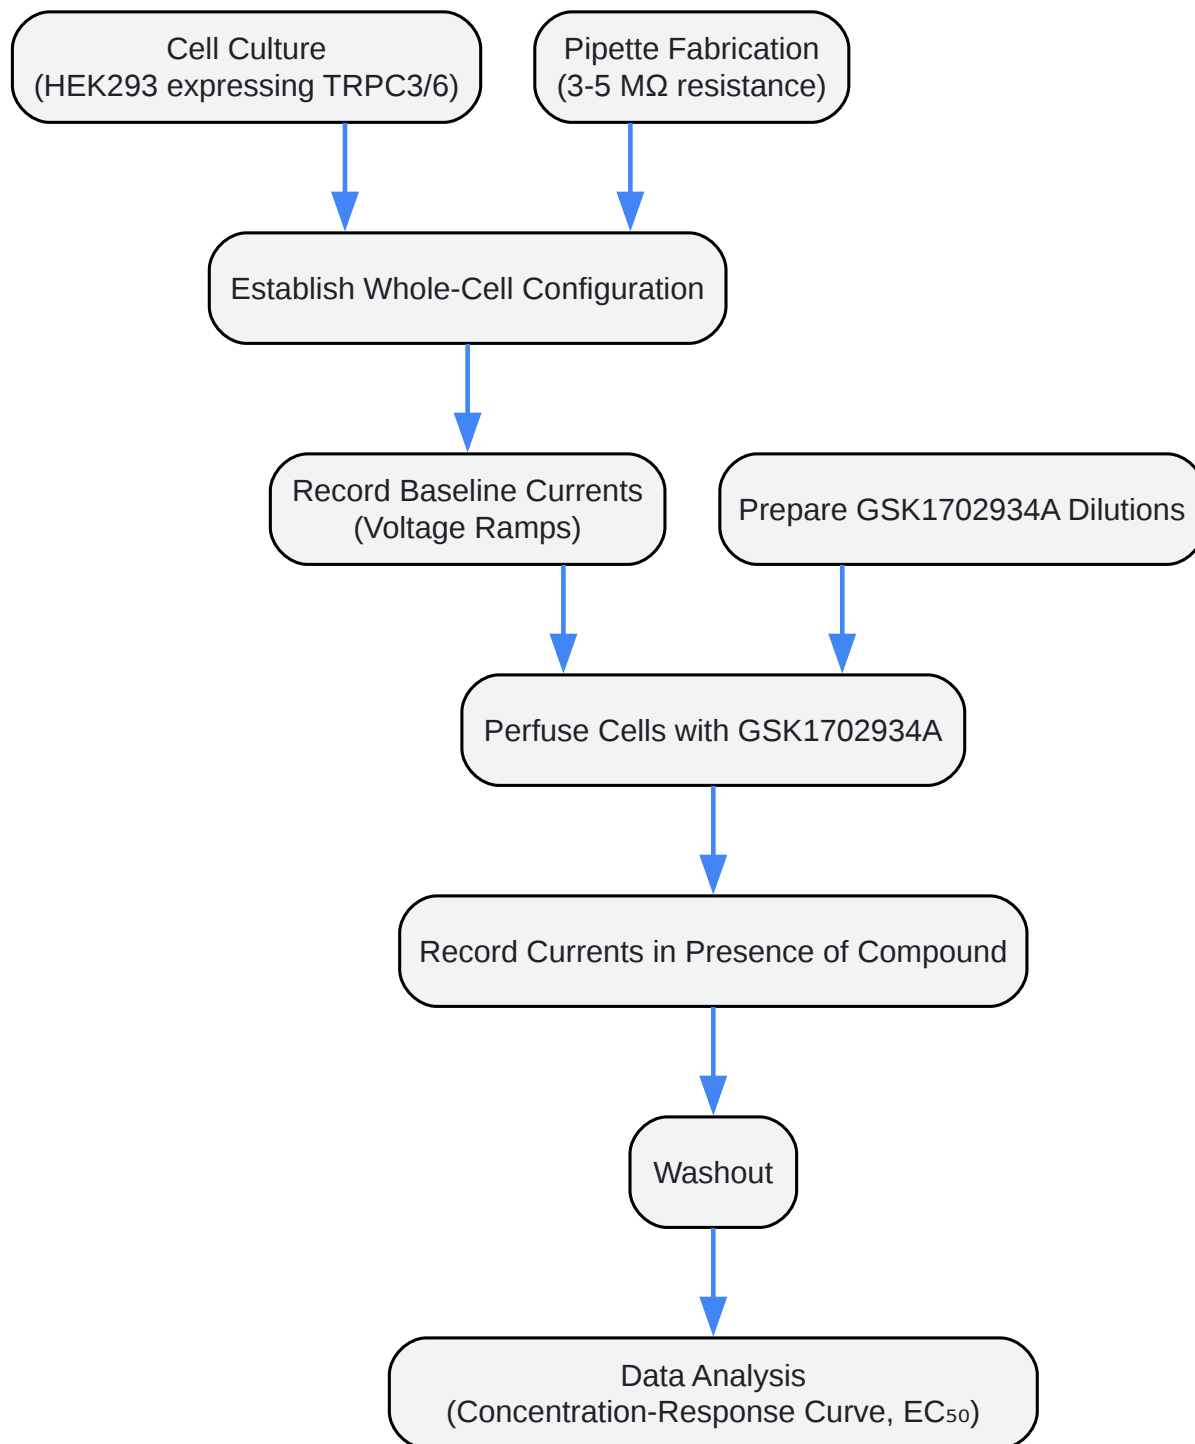 Cell Culture
(HEK293 expressing TRPC3/6)
Pipette Fabrication
(3-5 MΩ resistance)
Establish Whole-Cell Configuration
Record Baseline Currents
(Voltage Ramps)
Prepare GSK1702934A Dilutions
Perfuse Cells with GSK1702934A
Record Currents in Presence of Compound
Washout
Data Analysis
(Concentration-Response Curve, EC₅₀)